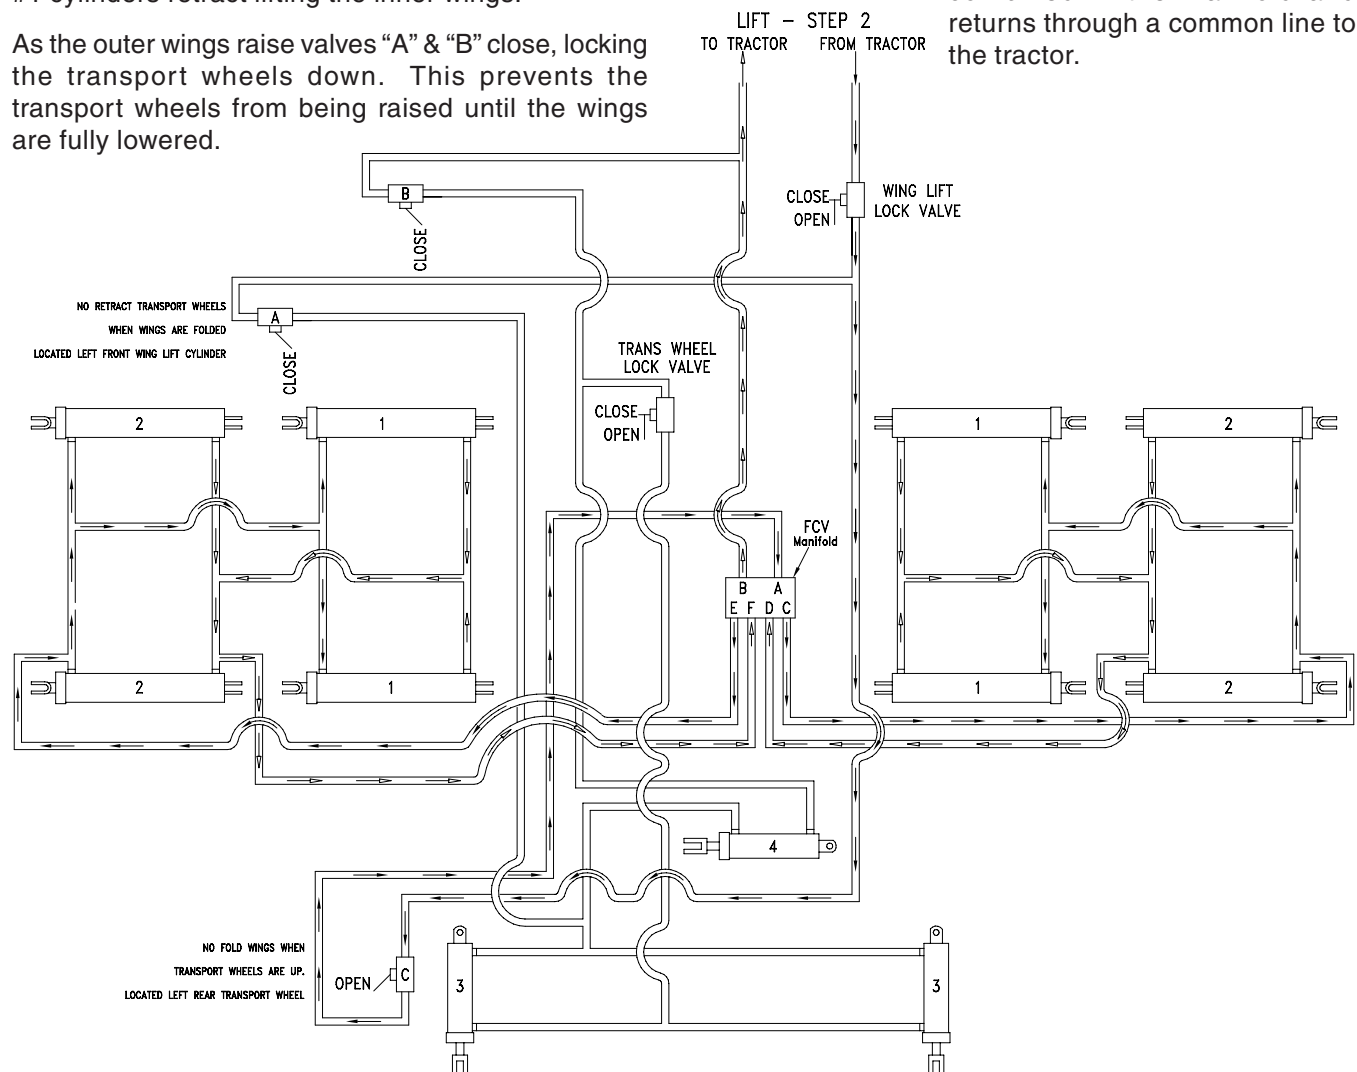 #1 cylinders retract lifting the inner wings.
As the outer wings raise valves “A” & “B” close, locking
the transport wheels down. This prevents the
transport wheels from being raised until the wings
are fully lowered.
returns through a common line to
the tractor.
LIFT – STEP 2
TO TRACTOR
FROM TRACTOR
B
CLOSE
CLOSE
OPEN
WING LIFT
LOCK VALVE
NO RETRACT TRANSPORT WHEELS
WHEN WINGS ARE FOLDED
LOCATED LEFT FRONT WING LIFT CYLINDER
A
CLOSE
TRANS WHEEL
LOCK VALVE
CLOSE
OPEN
2
1
1
2
FCV
Manifold
B A
E F D C
2
1
1
2
4
NO FOLD WINGS WHEN
TRANSPORT WHEELS ARE UP.
LOCATED LEFT REAR TRANSPORT WHEEL
OPEN
C
3
3